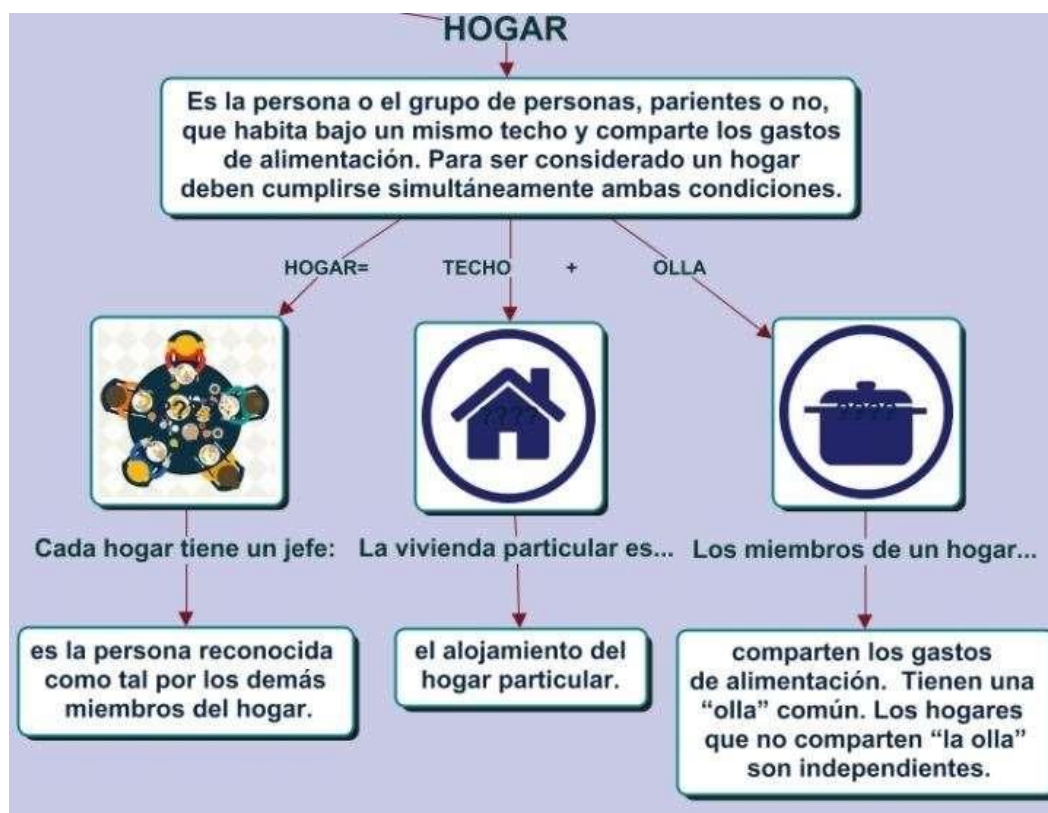 HOGAR
Es la persona o el grupo de personas, parientes o no,
que habita bajo un mismo techo y comparte los gastos
de alimentación. Para ser considerado un hogar
deben cumplirse simultáneamente ambas condiciones.
HOGAR= TECHO + OLLA
?
????
????
Cada hogar tiene un jefe:
es la persona reconocida
como tal por los demás
miembros del hogar.
La vivienda particular es...
el alojamiento del
hogar particular.
Los miembros de un hogar...
comparten los gastos
de alimentación. Tienen una
“olla” común. Los hogares
que no comparten “la olla”
son independientes.